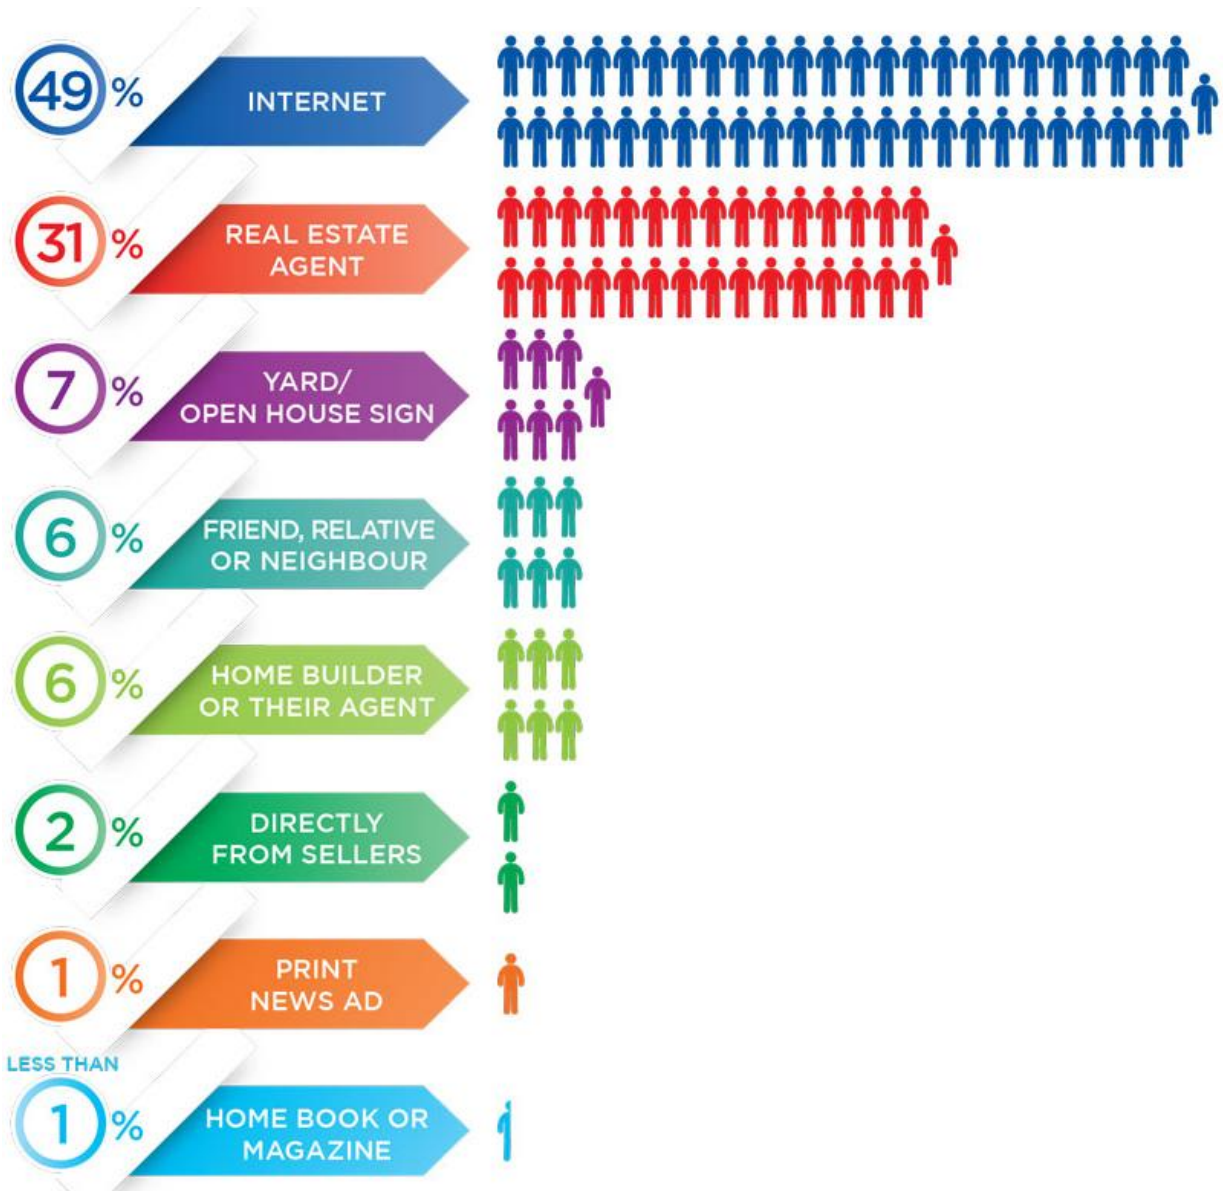 49 %
INTERNET
31 %
REAL ESTATE
AGENT
7 %
YARD/
OPEN HOUSE SIGN
6 %
FRIEND, RELATIVE
OR NEIGHBOUR
6 %
HOME BUILDER
OR THEIR AGENT
2 %
DIRECTLY
FROM SELLERS
1 %
PRINT
NEWS AD
LESS THAN
1 %
HOME BOOK OR
MAGAZINE